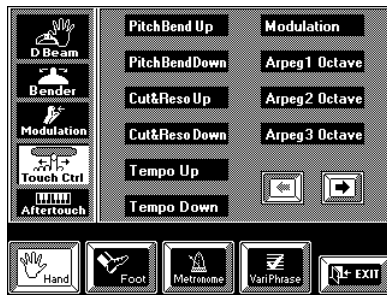 D Beam
Bender
Modulation
Touch Ctrl
Aftertouch
PitchBend Up
PitchBendDown
Cut&Reso Up
Cut&Reso Down
Tempo Up
Tempo Down
Modulation
Arpeg1 Octave
Arpeg2 Octave
Arpeg3 Octave
Hand
Foot
Metronome
VariPhrase
EXIT